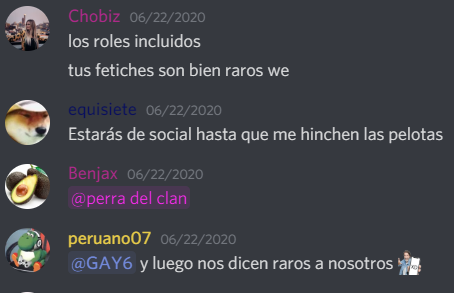 Chobiz 06/22/2020
los roles incluidos
tus fetiches son bien raros we
equisiete 06/22/2020
Estarás de social hasta que me hinchen las pelotas
Benjax 06/22/2020
@perra del clan
peruano07 06/22/2020
@GAY6 y luego nos dicen raros a nosotros